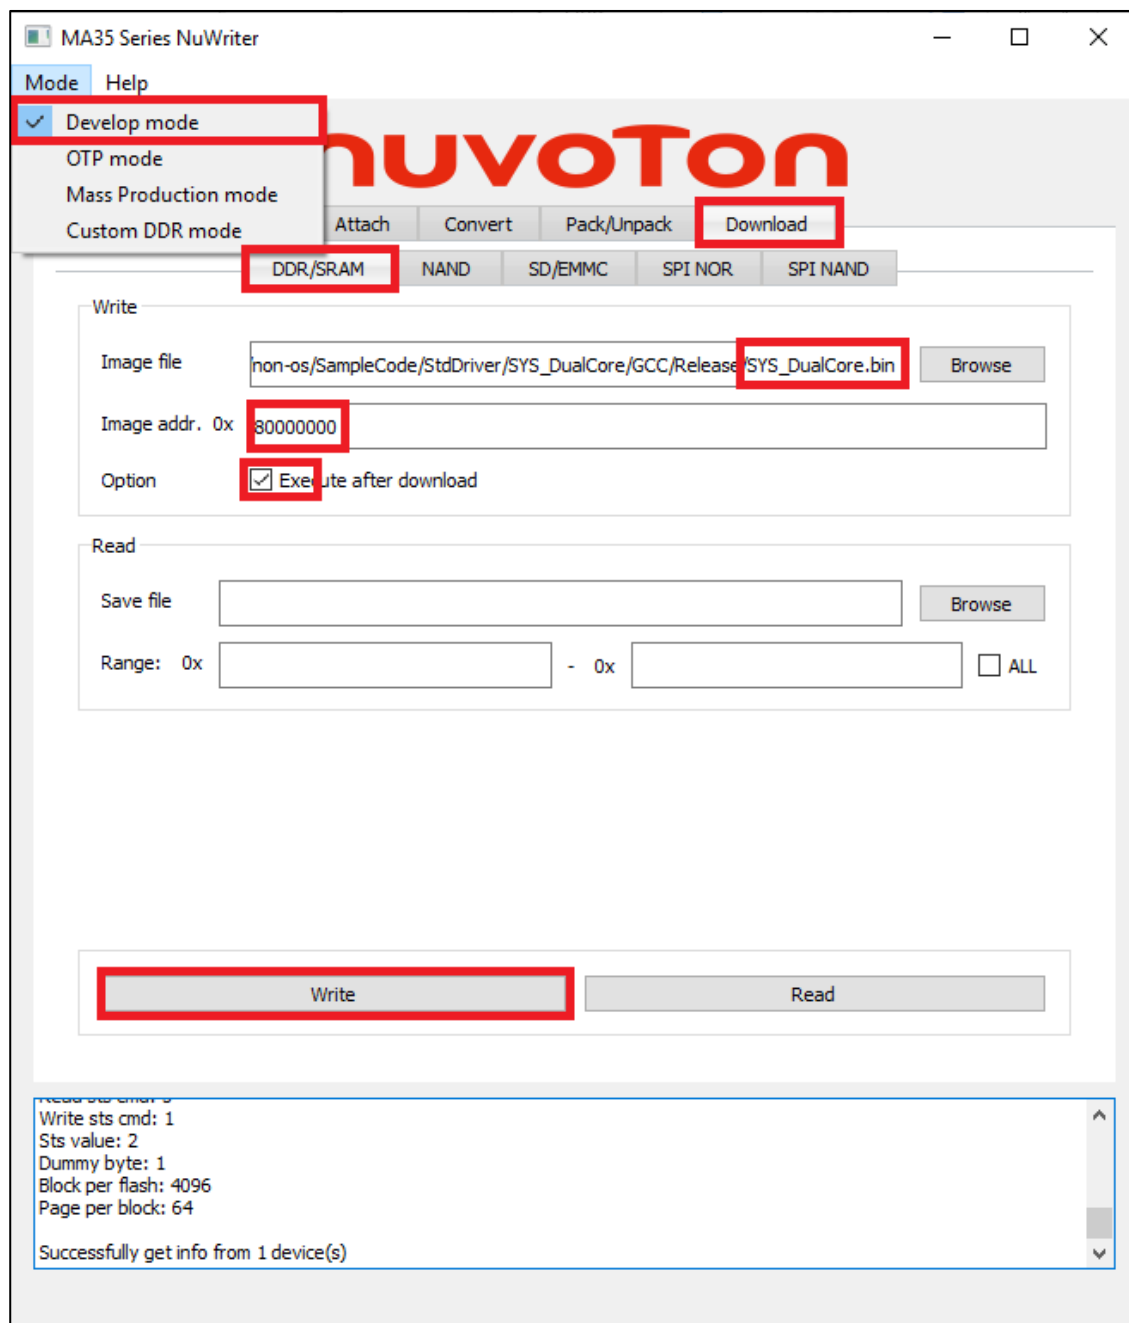 MA35 Series NuWriter
Mode Help
Develop mode
OTP mode
Mass Production mode
Custom DDR mode
nuvoTon
Attach Convert Pack/Unpack Download
DDR/SRAM NAND SD/EMMC SPI NOR SPI NAND
Write
Image file /non-os/SampleCode/StdDriver/SYS_DualCore/GCC/Release/SYS_DualCore.bin Browse
Image addr. 0x 80000000
Option Execute after download
Read
Save file Browse
Range: 0x - 0x ALL
Write Read
Read sts cmd: 5
Write sts cmd: 1
Sts value: 2
Dummy byte: 1
Block per flash: 4096
Page per block: 64
Successfully get info from 1 device(s)